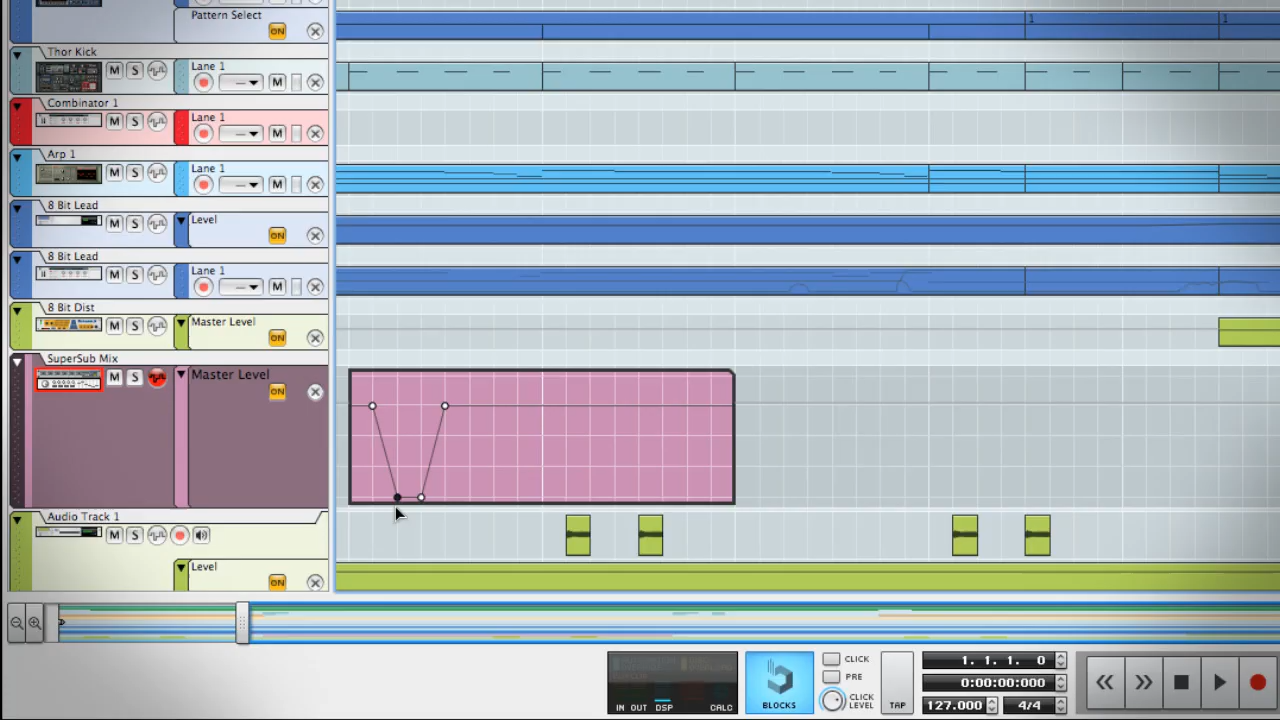 Pattern Select
ON
1
1
Thor Kick
M S
Lane 1
— M
Combinator 1
M S
Lane 1
— M
Arp 1
M S
Lane 1
— M
8 Bit Lead
M S
Level
ON
8 Bit Lead
M S
Lane 1
— M
8 Bit Dist
M S
Master Level
ON
SuperSub Mix
M S
Master Level
ON
Audio Track 1
M S
Level
ON
IN OUT DSP CALC
BLOCKS
CLICK
PRE
CLICK
LEVEL
TAP
1. 1. 1. 0
0:00:00:000
127.000 4/4